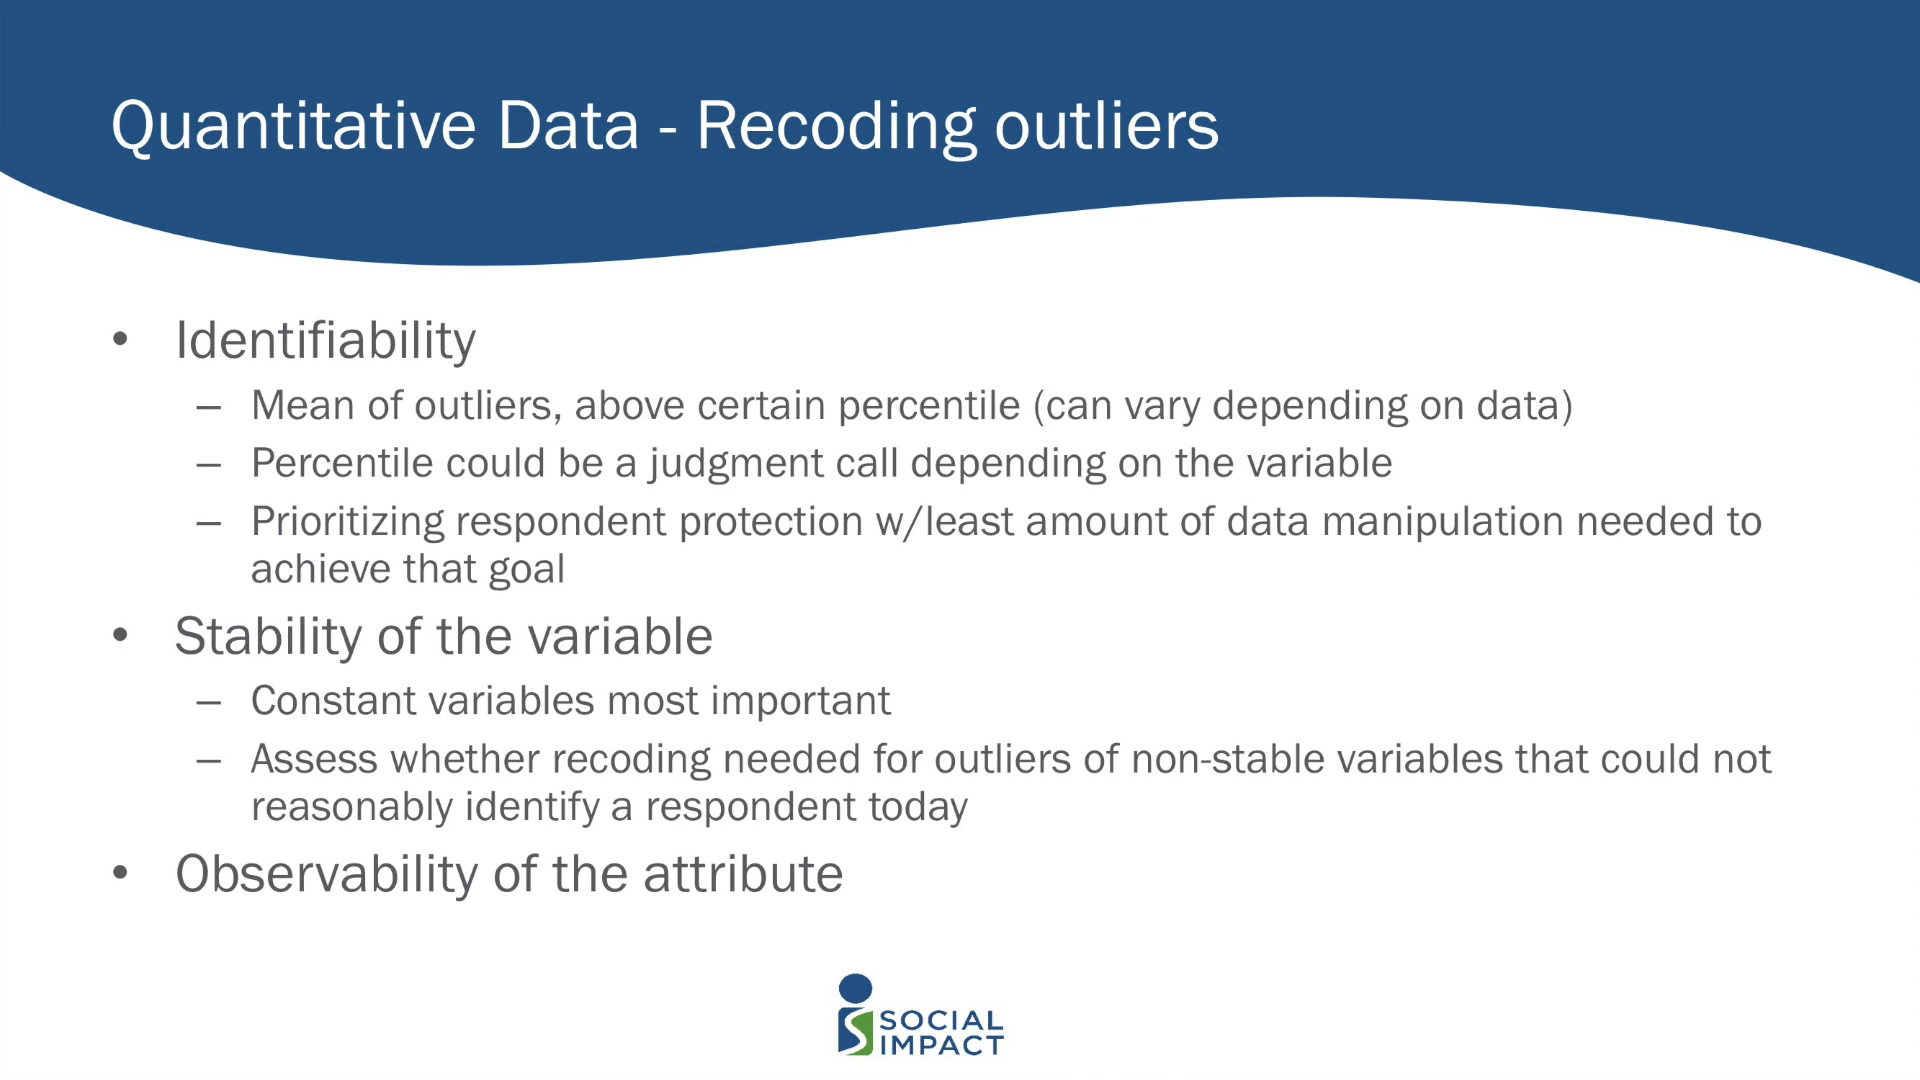 Quantitative Data - Recoding outliers
• Identifiability
– Mean of outliers, above certain percentile (can vary depending on data)
– Percentile could be a judgment call depending on the variable
– Prioritizing respondent protection w/least amount of data manipulation needed to
achieve that goal
• Stability of the variable
– Constant variables most important
– Assess whether recoding needed for outliers of non-stable variables that could not
reasonably identify a respondent today
• Observability of the attribute
SOCIAL
IMPACT